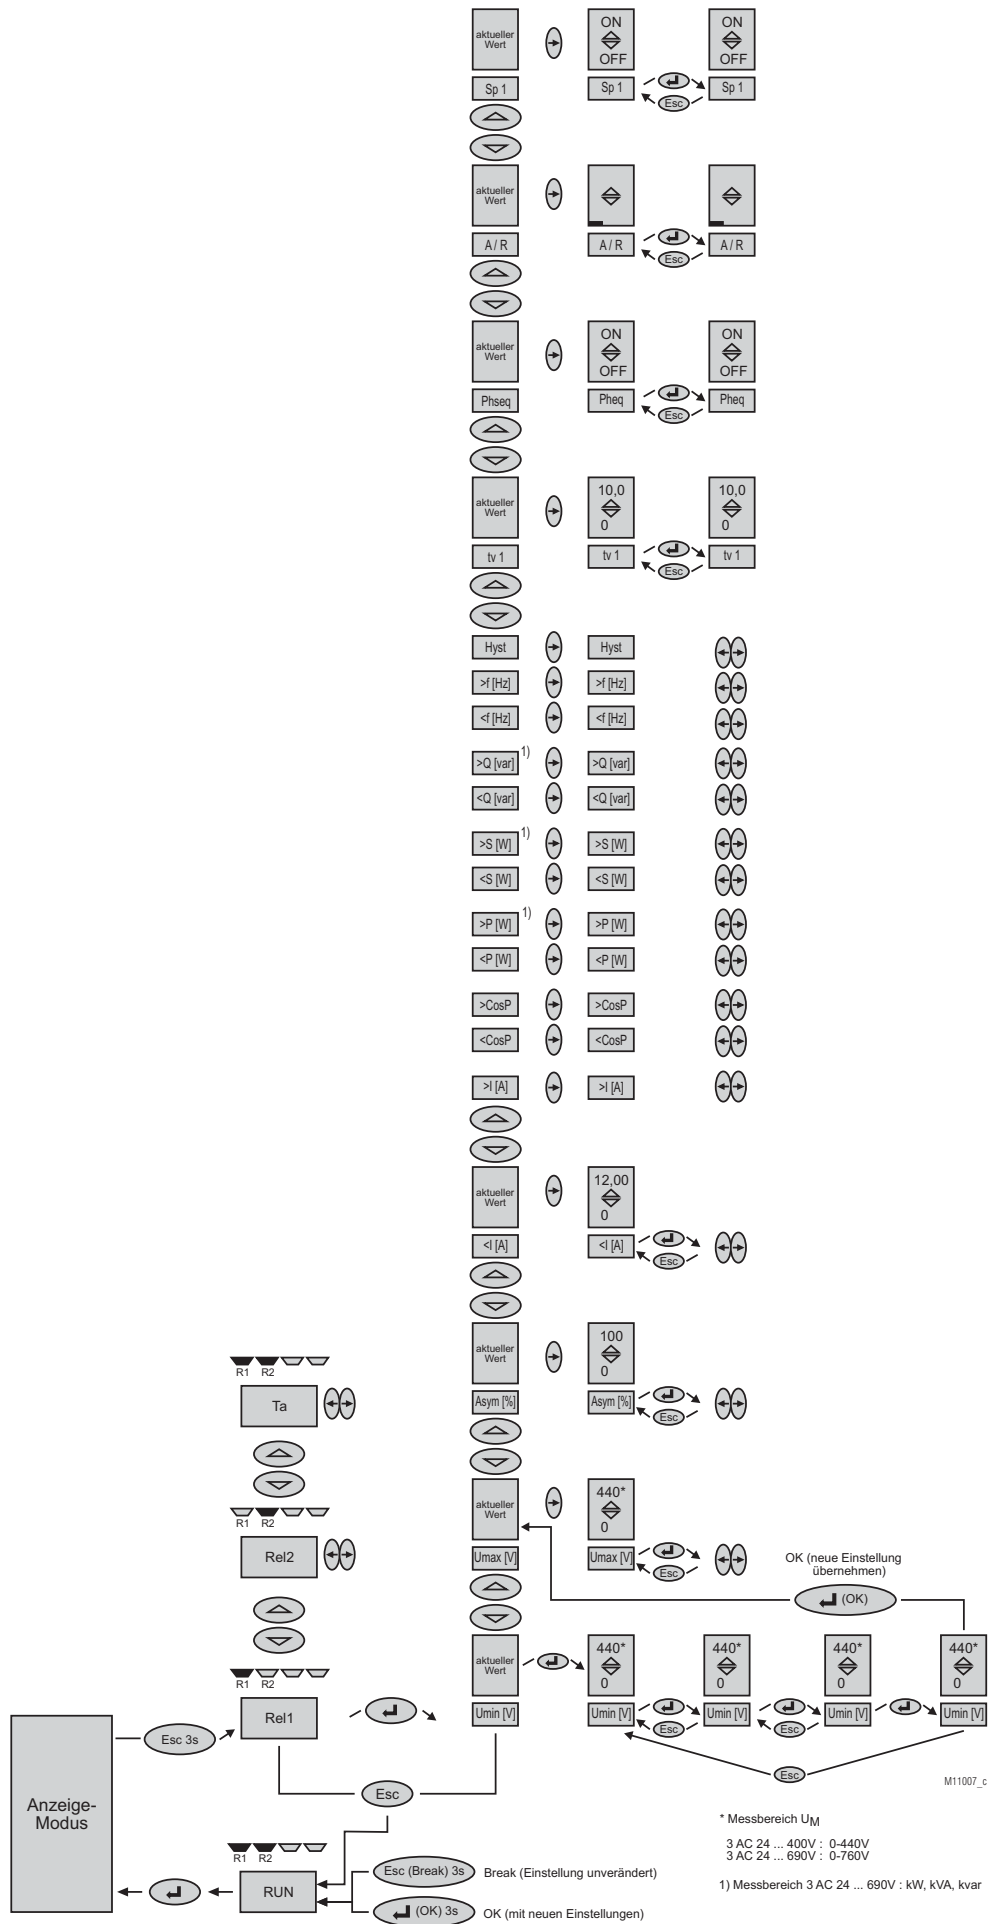 aktueller
Wert
ON
OFF
ON
OFF
Sp 1
Sp 1
Esc
Sp 1
aktueller
Wert
A / R
A / R
Esc
A / R
aktueller
Wert
ON
OFF
ON
OFF
Phseq
Pheq
Esc
Pheq
aktueller
Wert
10,0
0
10,0
0
tv 1
tv 1
Esc
tv 1
Hyst
Hyst
>f [Hz]
>f [Hz]
<f [Hz]
<f [Hz]
>Q [var] 1)
>Q [var]
<Q [var]
<Q [var]
>S [W] 1)
>S [W]
<S [W]
<S [W]
>P [W] 1)
>P [W]
<P [W]
<P [W]
>CosP
>CosP
<CosP
<CosP
>I [A]
>I [A]
aktueller
Wert
12,00
0
<I [A]
<I [A]
Esc
aktueller
Wert
100
0
Asym [%]
Asym [%]
Esc
R1 R2
Ta
aktueller
Wert
440*
0
Umax [V]
Umax [V]
Esc
R1 R2
Rel2
OK (neue Einstellung
übernehmen)
(OK)
aktueller
Wert
440*
0
440*
0
440*
0
440*
0
Umin [V]
Umin [V]
Esc
Umin [V]
Esc
Umin [V]
Umin [V]
Esc
R1 R2
Rel1
Esc 3s
Anzeige-
Modus
Esc
M11007_c
R1 R2
RUN
Esc (Break) 3s
Break (Einstellung unverändert)
(OK) 3s
OK (mit neuen Einstellungen)
* Messbereich UM
3 AC 24 ... 400V : 0-440V
3 AC 24 ... 690V : 0-760V
1) Messbereich 3 AC 24 ... 690V : kW, kVA, kvar